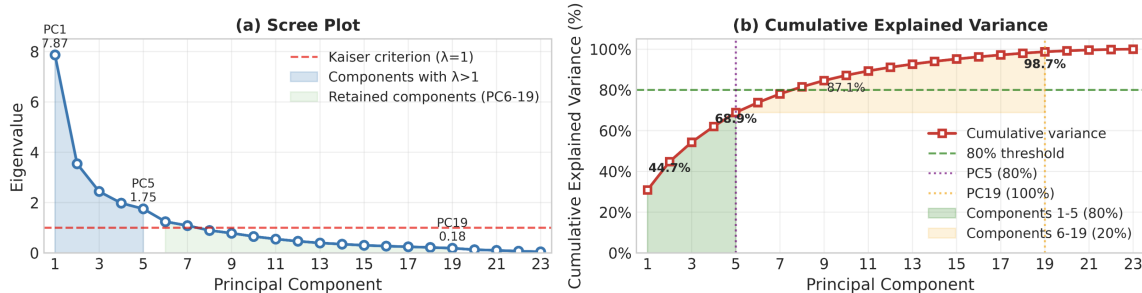 (a) Scree Plot
PC1
7.87
PC5
1.75
PC19
0.18
Kaiser criterion (λ=1)
Components with λ>1
Retained components (PC6-19)
Eigenvalue
8
6
4
2
0
1 3 5 7 9 11 13 15 17 19 21 23
Principal Component
(b) Cumulative Explained Variance
Cumulative Explained Variance (%)
100%
80%
60%
40%
20%
0%
44.7%
68.9%
87.1%
98.7%
Cumulative variance
80% threshold
PC5 (80%)
PC19 (100%)
Components 1-5 (80%)
Components 6-19 (20%)
1 3 5 7 9 11 13 15 17 19 21 23
Principal Component